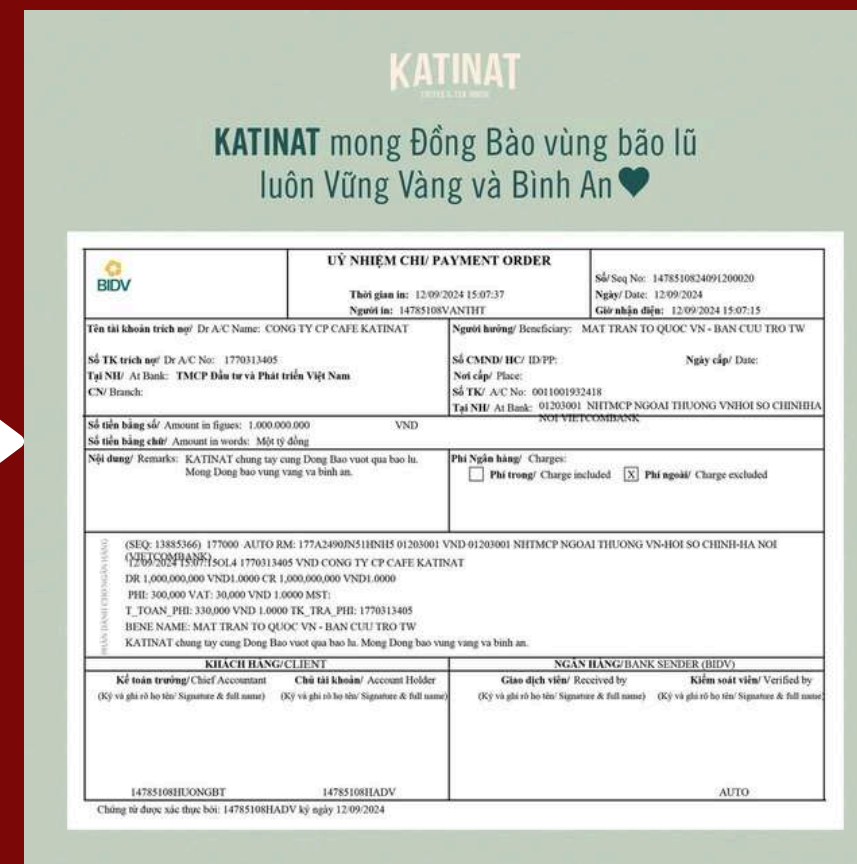 KATINAT
COFFEE & TEA HOUSE
KATINAT mong Đồng Bào vùng bão lũ
luôn Vững Vàng và Bình An
BIDV
UỶ NHIỆM CHI/ PAYMENT ORDER
Thời gian in: 12/09/2024 15:07:37
Người in: 14785108VANTHT
Số/ Seq No: 1478510824091200020
Ngày/ Date: 12/09/2024
Giờ nhận điện: 12/09/2024 15:07:15
Tên tài khoản trích nợ/ Dr A/C Name: CONG TY CP CAFE KATINAT
Số TK trích nợ/ Dr A/C No: 1770313405
Tại NH/ At Bank: TMCP Đầu tư và Phát triển Việt Nam
CN/ Branch:
Người hưởng/ Beneficiary: MAT TRAN TO QUOC VN - BAN CUU TRO TW
Số CMND/ HC/ ID/PP: Ngày cấp/ Date:
Nơi cấp/ Place:
Số TK/ A/C No: 0011001932418
Tại NH/ At Bank: 01203001 NHTMCP NGOAI THUONG VNHOI SO CHINHHA
NOI VIETCOMBANK
Số tiền bằng số/ Amount in figues: 1.000.000.000 VND
Số tiền bằng chữ/ Amount in words: Một tỷ đồng
Nội dung/ Remarks: KATINAT chung tay cung Dong Bao vuot qua bao lu.
Mong Dong bao vung vang va binh an.
Phí Ngân hàng/ Charges:
Phí trong/ Charge included X Phí ngoài/ Charge excluded
PHẦN DÀNH CHO NGÂN HÀNG
(SEQ: 13885366) 177000 AUTO RM: 177A2490JN51HNH5 01203001 VND 01203001 NHTMCP NGOAI THUONG VN-HOI SO CHINH-HA NOI
(VIETCOMBANK)
12/09/2024 15:07:15OL4 1770313405 VND CONG TY CP CAFE KATINAT
DR 1,000,000,000 VND1.0000 CR 1,000,000,000 VND1.0000
PHI: 300,000 VAT: 30,000 VND 1.0000 MST:
T_TOAN_PHI: 330,000 VND 1.0000 TK_TRA_PHI: 1770313405
BENE NAME: MAT TRAN TO QUOC VN - BAN CUU TRO TW
KATINAT chung tay cung Dong Bao vuot qua bao lu. Mong Dong bao vung vang va binh an.
KHÁCH HÀNG/CLIENT
NGÂN HÀNG/BANK SENDER (BIDV)
Kế toán trưởng/Chief Accountant Chủ tài khoản/ Account Holder
(Ký và ghi rõ họ tên/ Signature & full name) (Ký và ghi rõ họ tên/ Signature & full name)
Giao dịch viên/ Received by Kiểm soát viên/ Verified by
(Ký và ghi rõ họ tên/ Signature & full name) (Ký và ghi rõ họ tên/ Signature & full name)
14785108HUONGBT 14785108HADV AUTO
Chứng từ được xác thực bởi: 14785108HADV ký ngày 12/09/2024